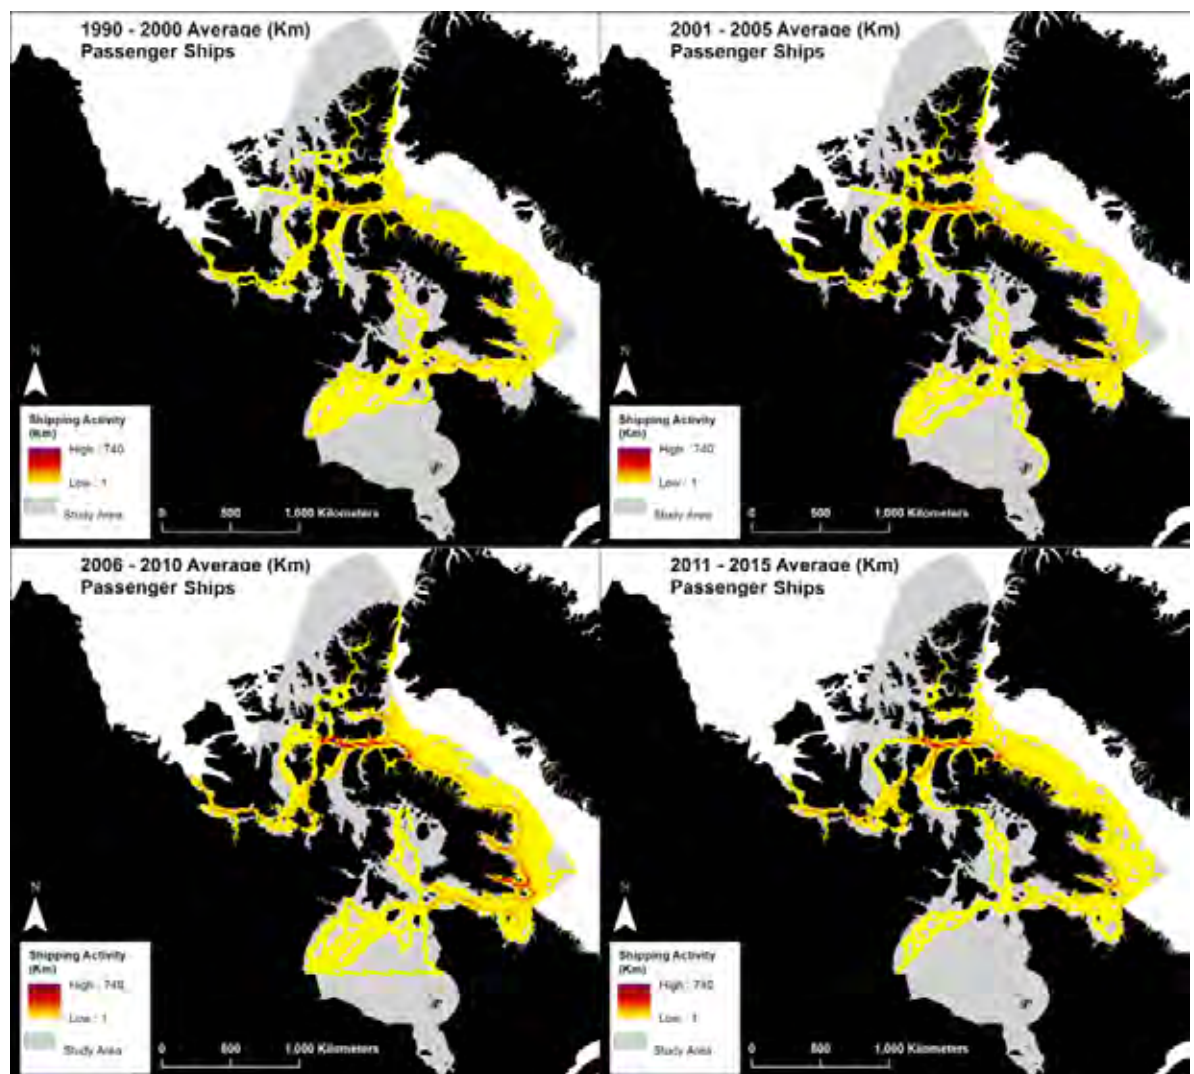 1990 - 2000 Average (Km)
Passenger Ships
N
Shipping Activity
(Km)
High : 740
Low : 1
Study Area
0 500 1,000 Kilometers
2001 - 2005 Average (Km)
Passenger Ships
N
Shipping Activity
(Km)
High : 740
Low : 1
Study Area
0 500 1,000 Kilometers
2006 - 2010 Average (Km)
Passenger Ships
N
Shipping Activity
(Km)
High : 740
Low : 1
Study Area
0 500 1,000 Kilometers
2011 - 2015 Average (Km)
Passenger Ships
N
Shipping Activity
(Km)
High : 740
Low : 1
Study Area
0 500 1,000 Kilometers